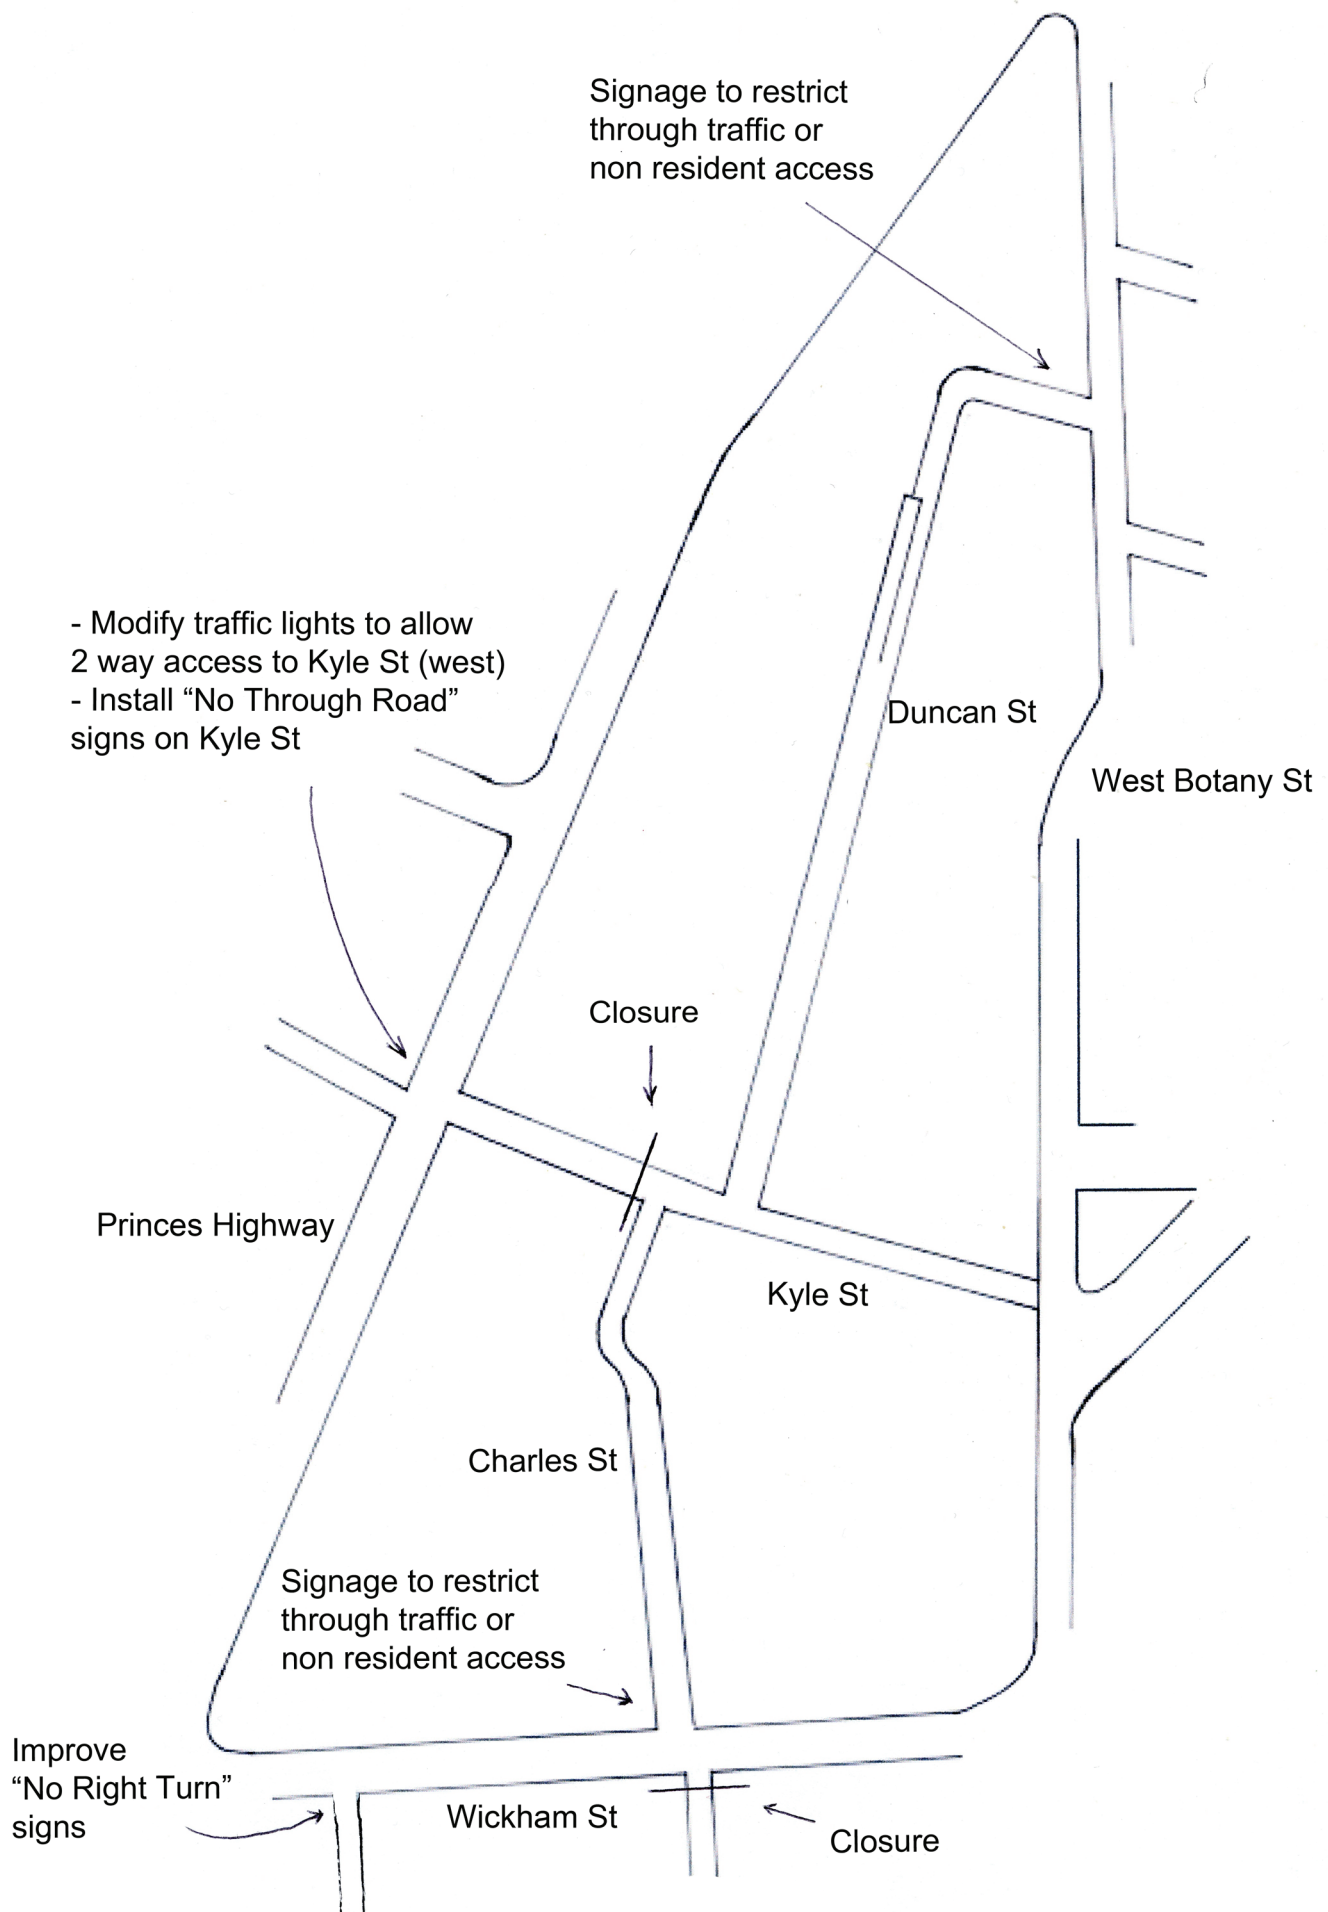 Signage to restrict
through traffic or
non resident access
- Modify traffic lights to allow
2 way access to Kyle St (west)
- Install “No Through Road”
signs on Kyle St
Duncan St
West Botany St
Closure
Princes Highway
Kyle St
Charles St
Signage to restrict
through traffic or
non resident access
Improve
“No Right Turn”
signs
Wickham St
Closure